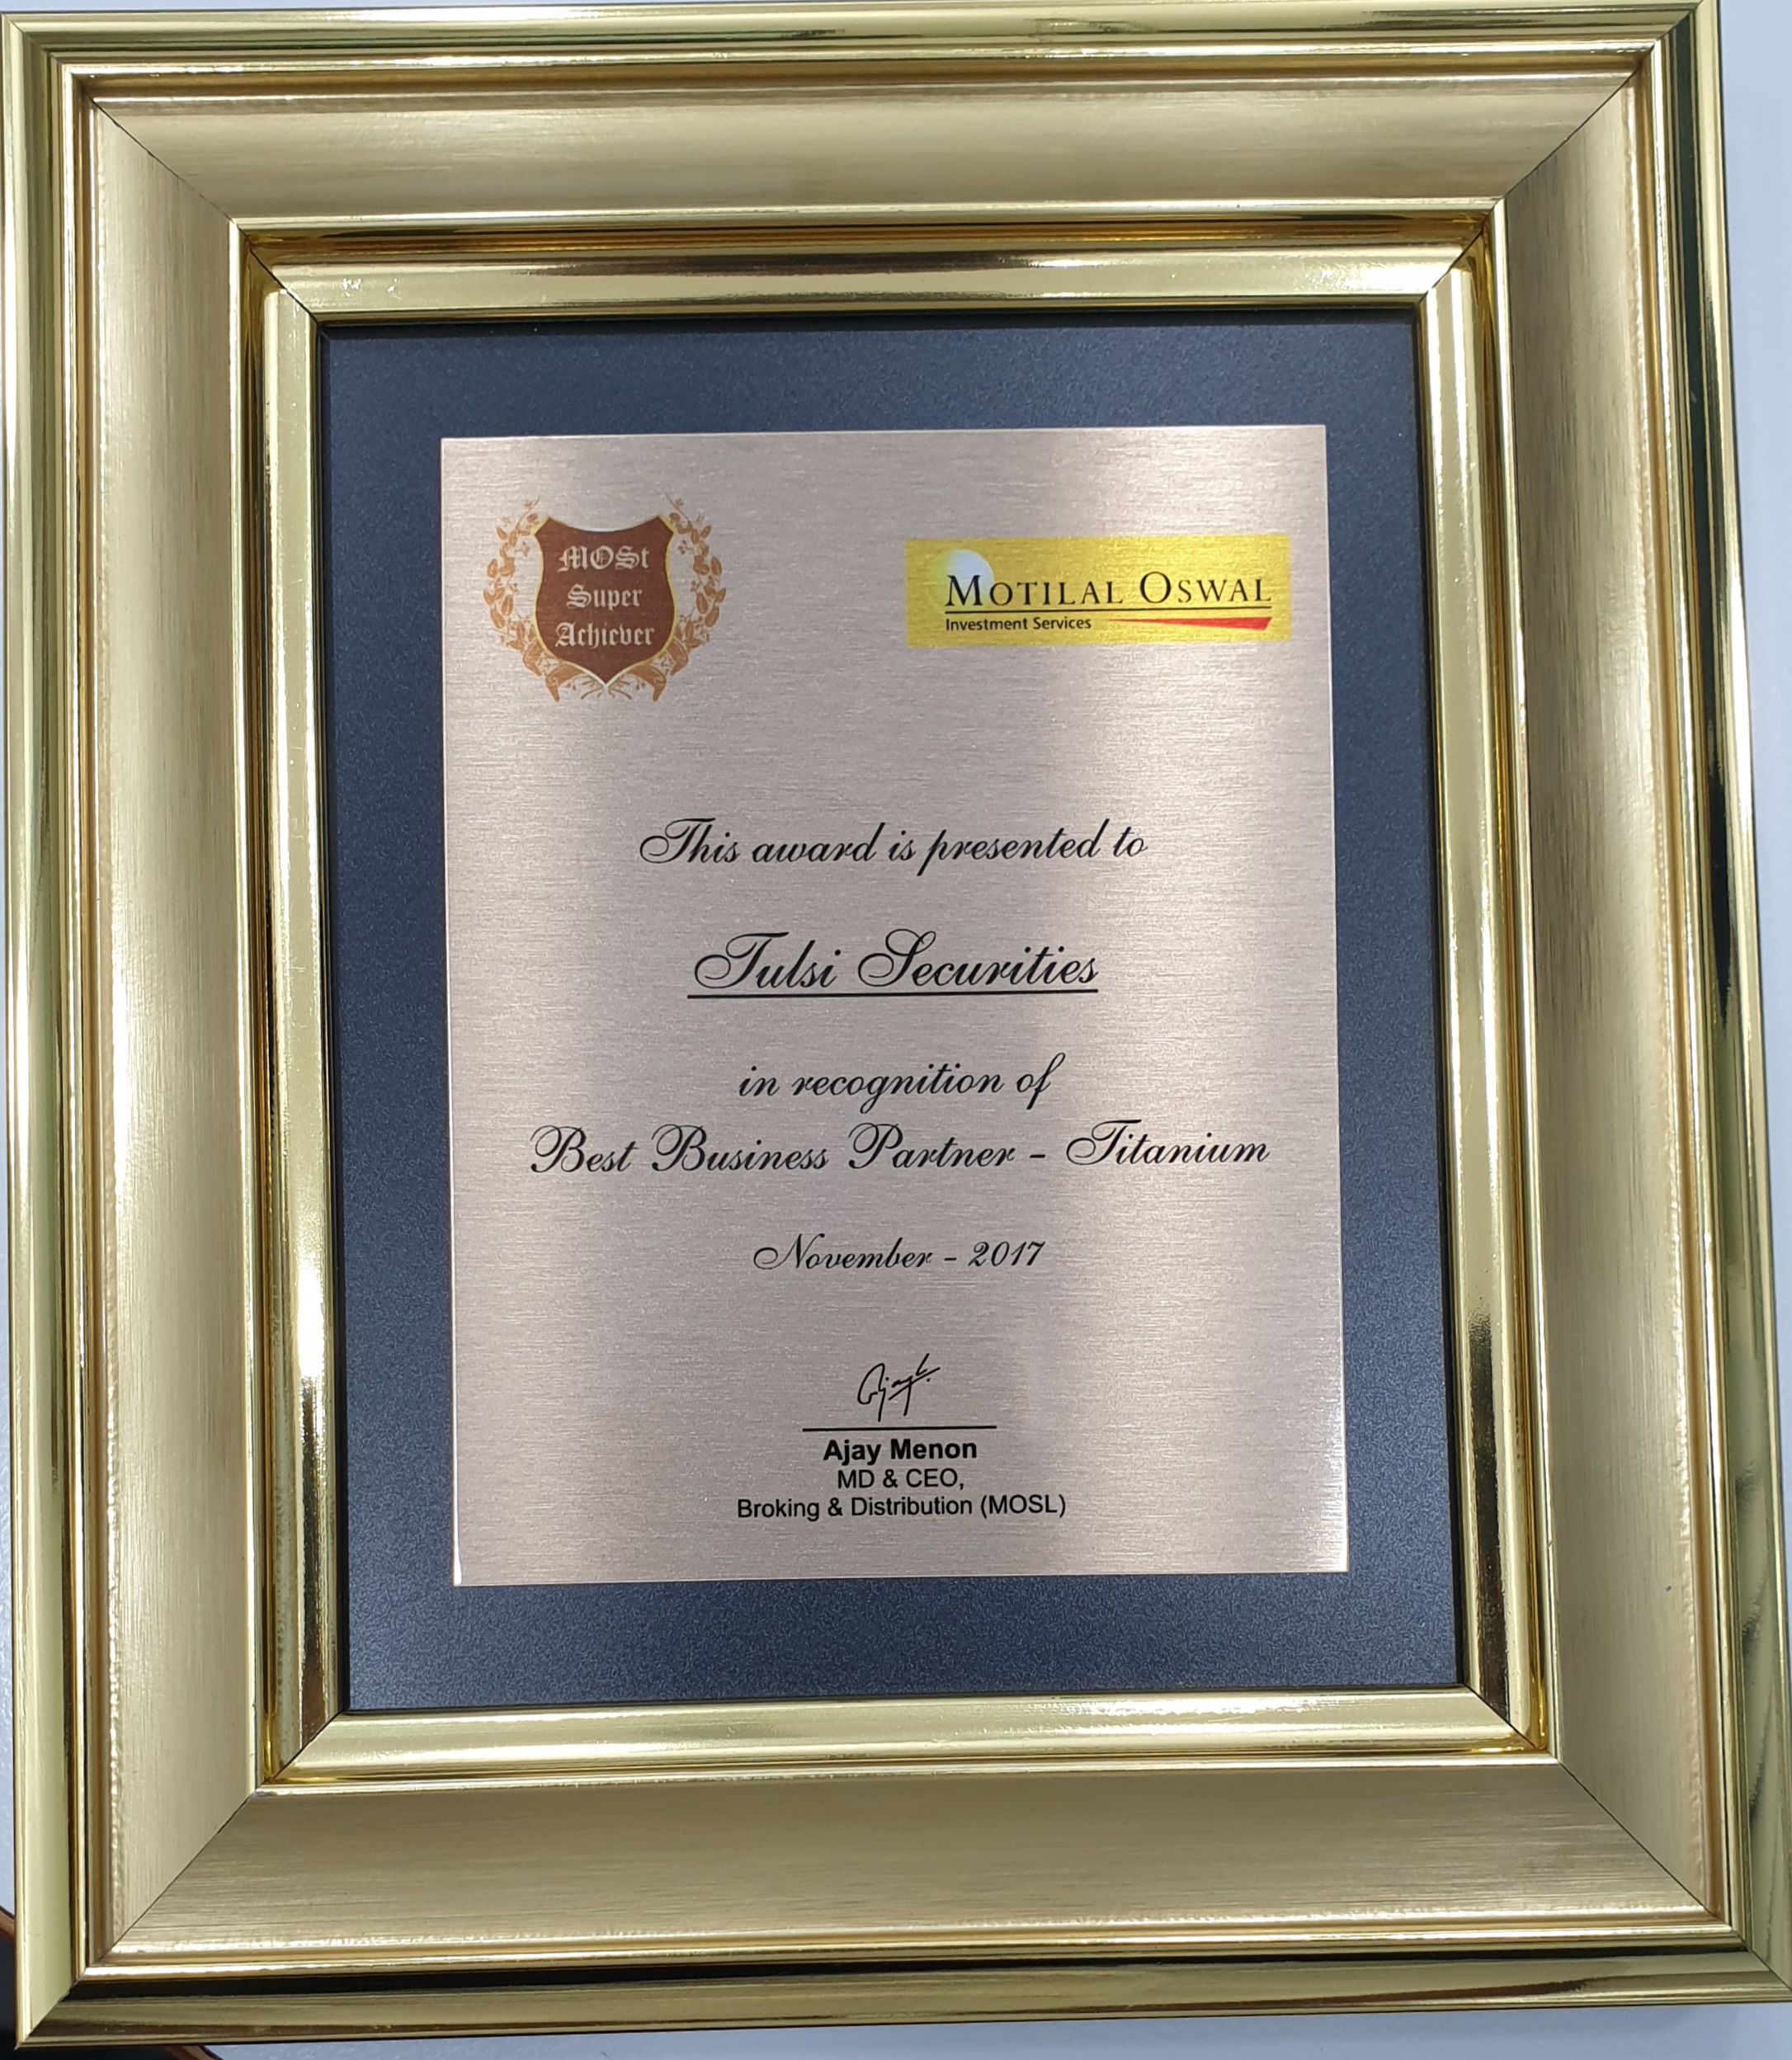 MOSt
Super
Achiever
MOTILAL OSWAL
Investment Services
This award is presented to
Tulsi Securities
in recognition of
Best Business Partner - Titanium
November - 2017
Ajay Menon
MD & CEO,
Broking & Distribution (MOSL)